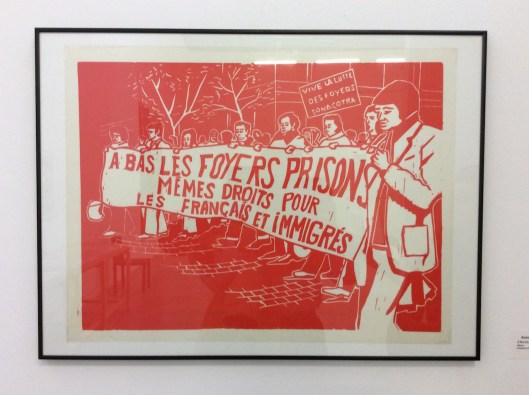 VIVE LA LUTTE
DES FOYERS
SONACOTRA
A BAS LES FOYERS PRISONS
MÊMES DROITS POUR
LES FRANÇAIS ET IMMIGRÉS